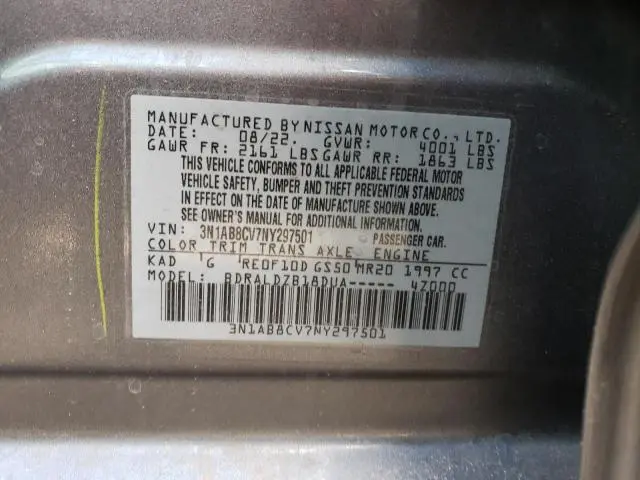 MANUFACTURED BY NISSAN MOTOR CO., LTD.
DATE: 08/22. GVWR: 4001 LBS
GAWR FR: 2161 LBS GAWR RR: 1863 LBS
THIS VEHICLE CONFORMS TO ALL APPLICABLE FEDERAL MOTOR
VEHICLE SAFETY, BUMPER AND THEFT PREVENTION STANDARDS
IN EFFECT ON THE DATE OF MANUFACTURE SHOWN ABOVE.
SEE OWNER'S MANUAL FOR ADDITIONAL INFORMATION.
VIN: 3N1AB8CV7NY297501 PASSENGER CAR.
COLOR TRIM TRANS AXLE ENGINE
KAD G RE0F10D GS50 MR20 1997 CC
MODEL: BDRALDZB18DUA----- 4Z000
3N1AB8CV7NY297501